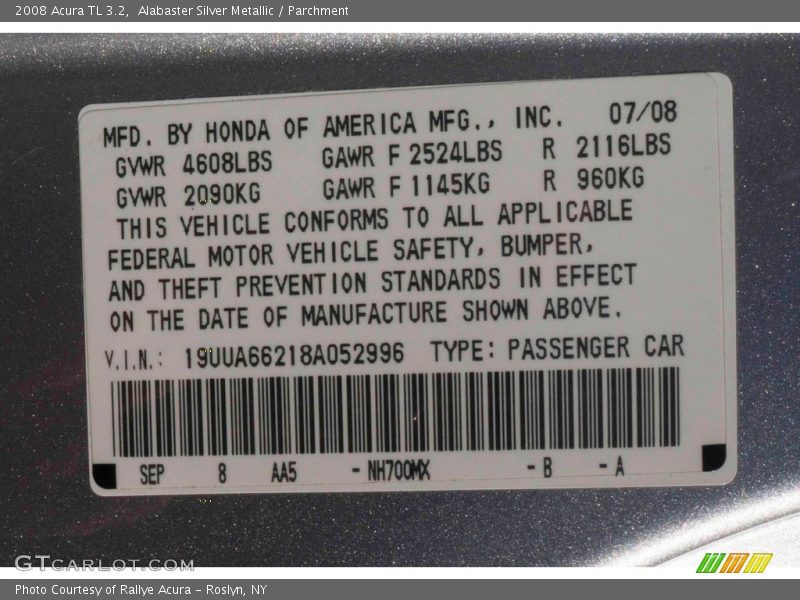 2008 Acura TL 3.2,  Alabaster Silver Metallic / Parchment
MFD. BY HONDA OF AMERICA MFG., INC. 07/08
GVWR 4608LBS GAWR F 2524LBS R 2116LBS
GVWR 2090KG GAWR F 1145KG R 960KG
THIS VEHICLE CONFORMS TO ALL APPLICABLE
FEDERAL MOTOR VEHICLE SAFETY, BUMPER,
AND THEFT PREVENTION STANDARDS IN EFFECT
ON THE DATE OF MANUFACTURE SHOWN ABOVE.
V.I.N.: 19UUA66218A052996 TYPE: PASSENGER CAR
SEP 8 AA5 - NH700MX - B - A
GTCARLOT.COM
Photo Courtesy of Rallye Acura - Roslyn, NY